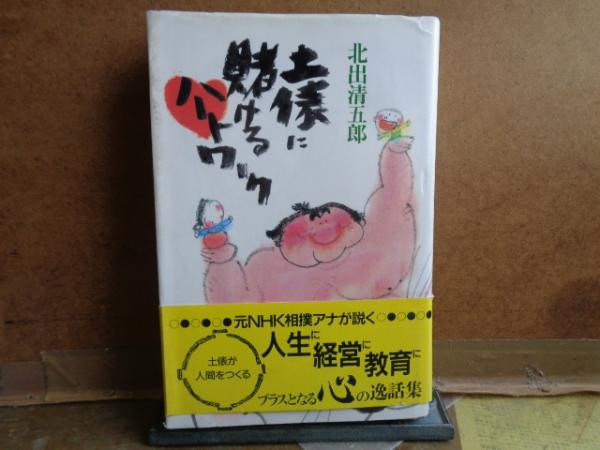 土俵に
賭ける
ハートワーク
北出清五郎
元NHK相撲アナが説く
人生に経営に教育に
プラスとなる心の逸話集
土俵が
人間をつくる